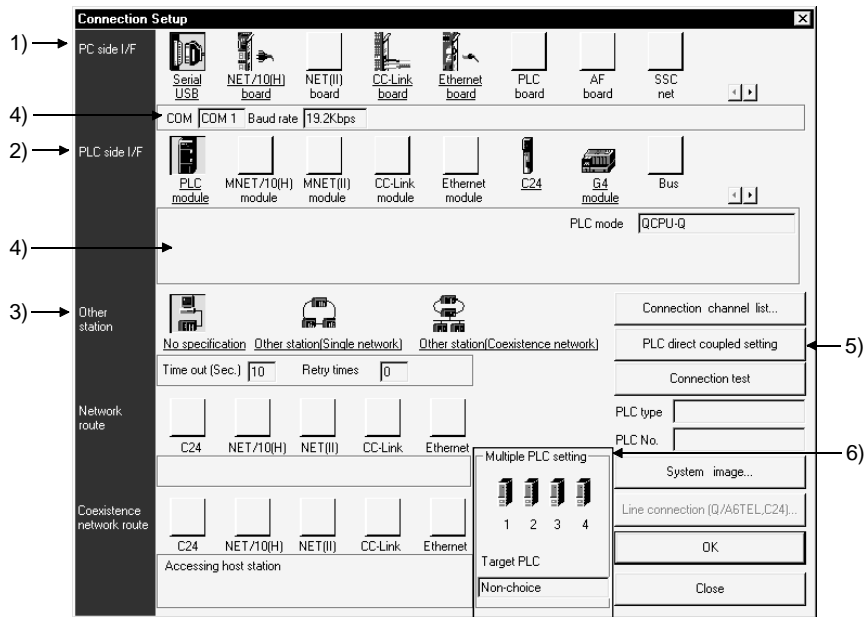 Connection Setup
1)
PC side I/F
Serial USB
NET/10(H) board
NET(II) board
CC-Link board
Ethernet board
PLC board
AF board
SSC net
4)
COM COM 1 Baud rate 19.2Kbps
2)
PLC side I/F
PLC module
MNET/10(H) module
MNET(II) module
CC-Link module
Ethernet module
C24
G4 module
Bus
4)
PLC mode QCPU-Q
3)
Other station
No specification
Other station(Single network)
Other station(Coexistence network)
Time out (Sec.) 10 Retry times 0
Connection channel list...
PLC direct coupled setting
5)
Connection test
PLC type
PLC No.
Network route
C24 NET/10(H) NET(II) CC-Link Ethernet
Multiple PLC setting
6)
1 2 3 4
Target PLC
Non-choice
System image...
Line connection (Q/A6TEL,C24)...
OK
Close
Coexistence network route
C24 NET/10(H) NET(II) CC-Link Ethernet
Accessing host station